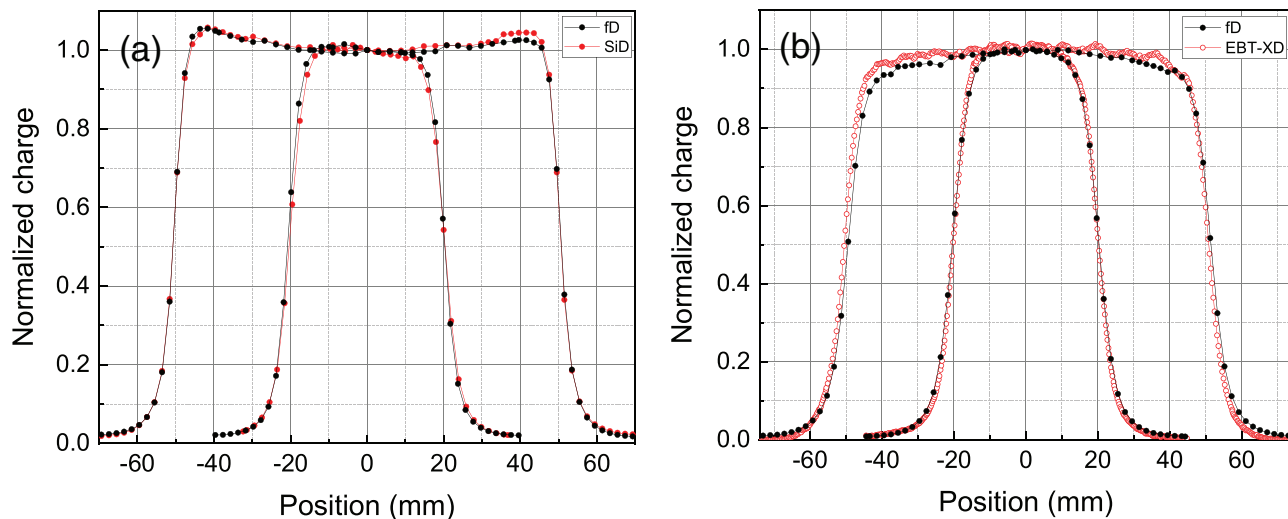 (a)
fD
SiD
Normalized charge
1.0
0.8
0.6
0.4
0.2
0.0
-60 -40 -20 0 20 40 60
Position (mm)
(b)
fD
EBT-XD
Normalized charge
1.0
0.8
0.6
0.4
0.2
0.0
-60 -40 -20 0 20 40 60
Position (mm)